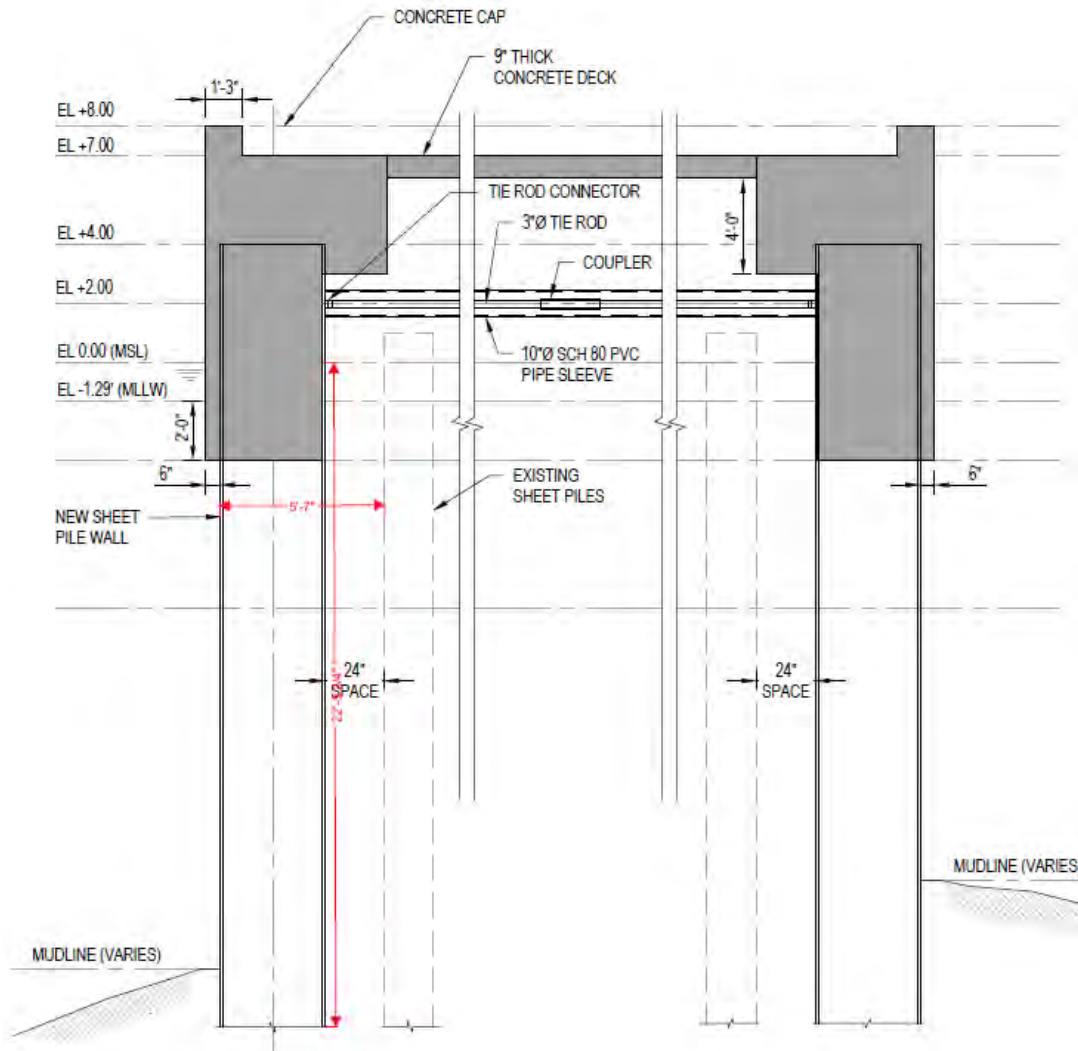 CONCRETE CAP
9" THICK
CONCRETE DECK
1'-3"
EL +8.00
EL +7.00
TIE ROD CONNECTOR
3"Ø TIE ROD
4'-0"
EL +4.00
COUPLER
EL +2.00
EL 0.00 (MSL)
10"Ø SCH 80 PVC
PIPE SLEEVE
EL -1.29' (MLLW)
2'-0"
6"
EXISTING
SHEET PILES
5'-7"
NEW SHEET
PILE WALL
24"
SPACE
24"
SPACE
MUDLINE (VARIES
MUDLINE (VARIES)